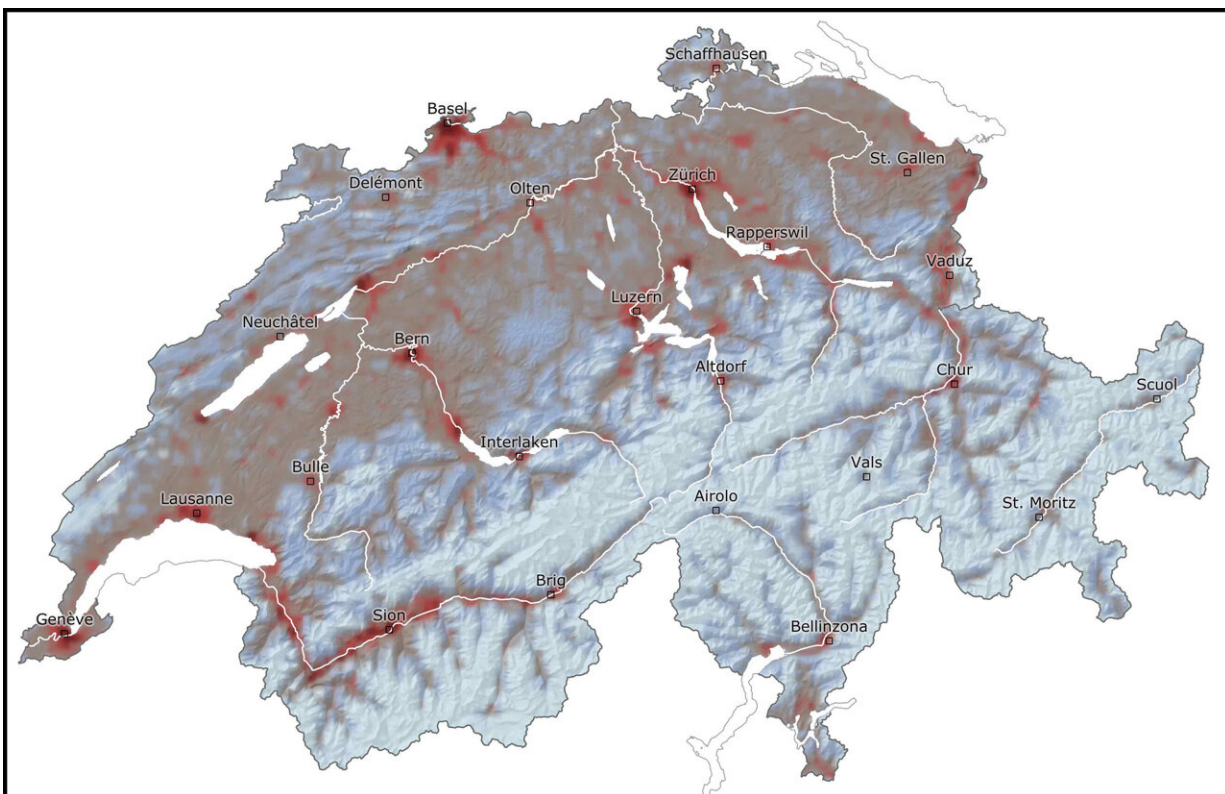 Schaffhausen
Basel
St. Gallen
Zürich
Delémont
Olten
Rapperswil
Vaduz
Luzern
Neuchâtel
Bern
Altdorf
Chur
Scuol
Interlaken
Bulle
Vals
Lausanne
Airolo
St. Moritz
Brig
Genève
Sion
Bellinzona